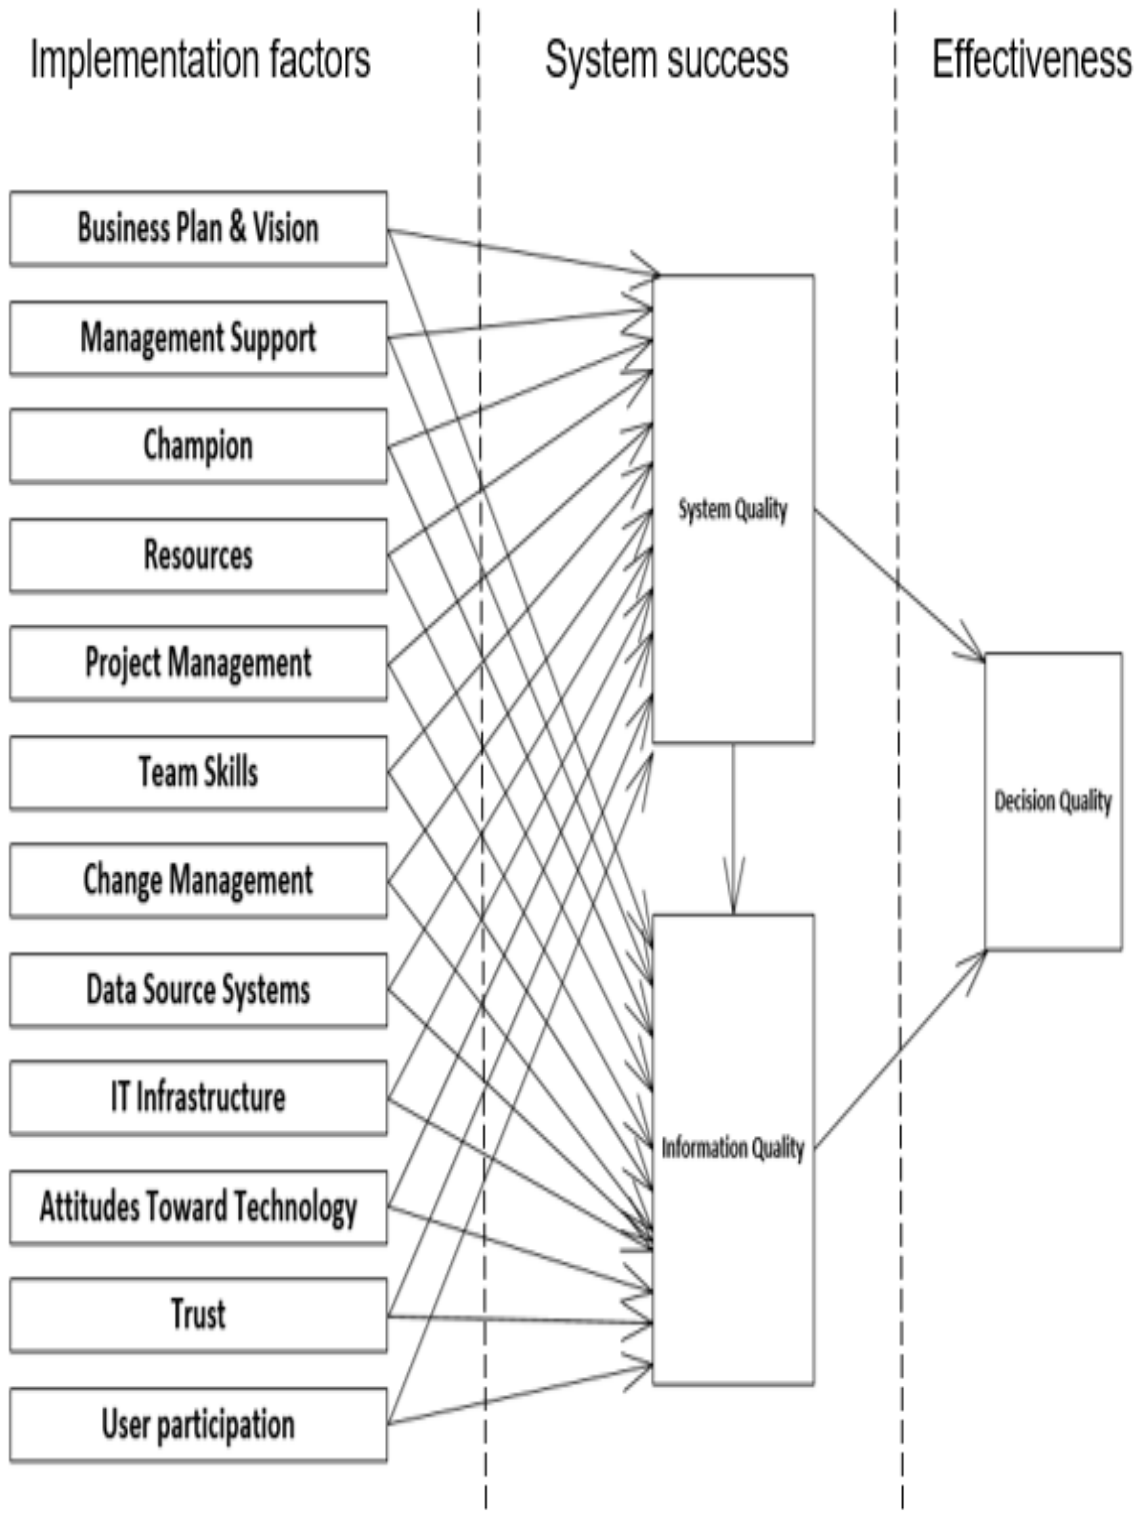 Implementation factors
System success
Effectiveness
Business Plan & Vision
Management Support
Champion
Resources
Project Management
Team Skills
Change Management
Data Source Systems
IT Infrastructure
Attitudes Toward Technology
Trust
User participation
System Quality
Information Quality
Decision Quality